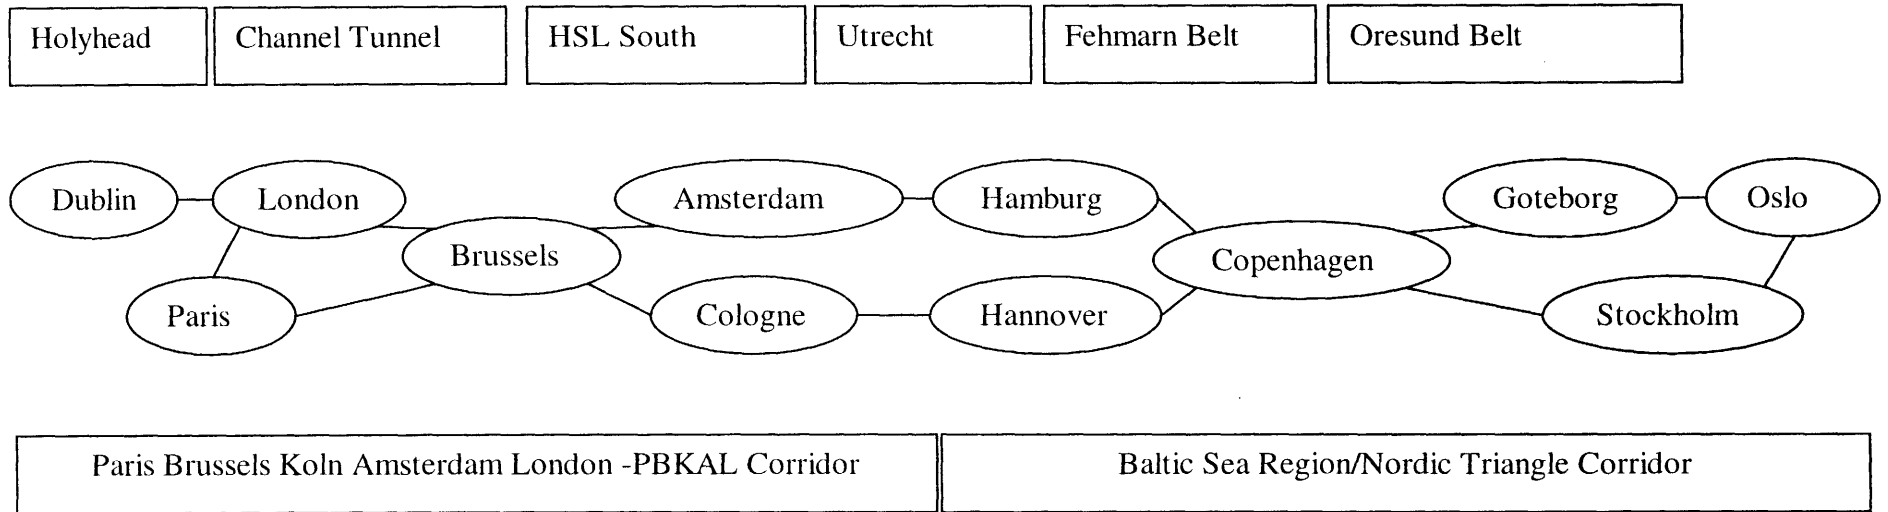 Holyhead
Channel Tunnel
HSL South
Utrecht
Fehmarn Belt
Oresund Belt
Dublin
London
Amsterdam
Hamburg
Goteborg
Oslo
Brussels
Copenhagen
Paris
Cologne
Hannover
Stockholm
Paris Brussels Koln Amsterdam London -PBKAL Corridor
Baltic Sea Region/Nordic Triangle Corridor